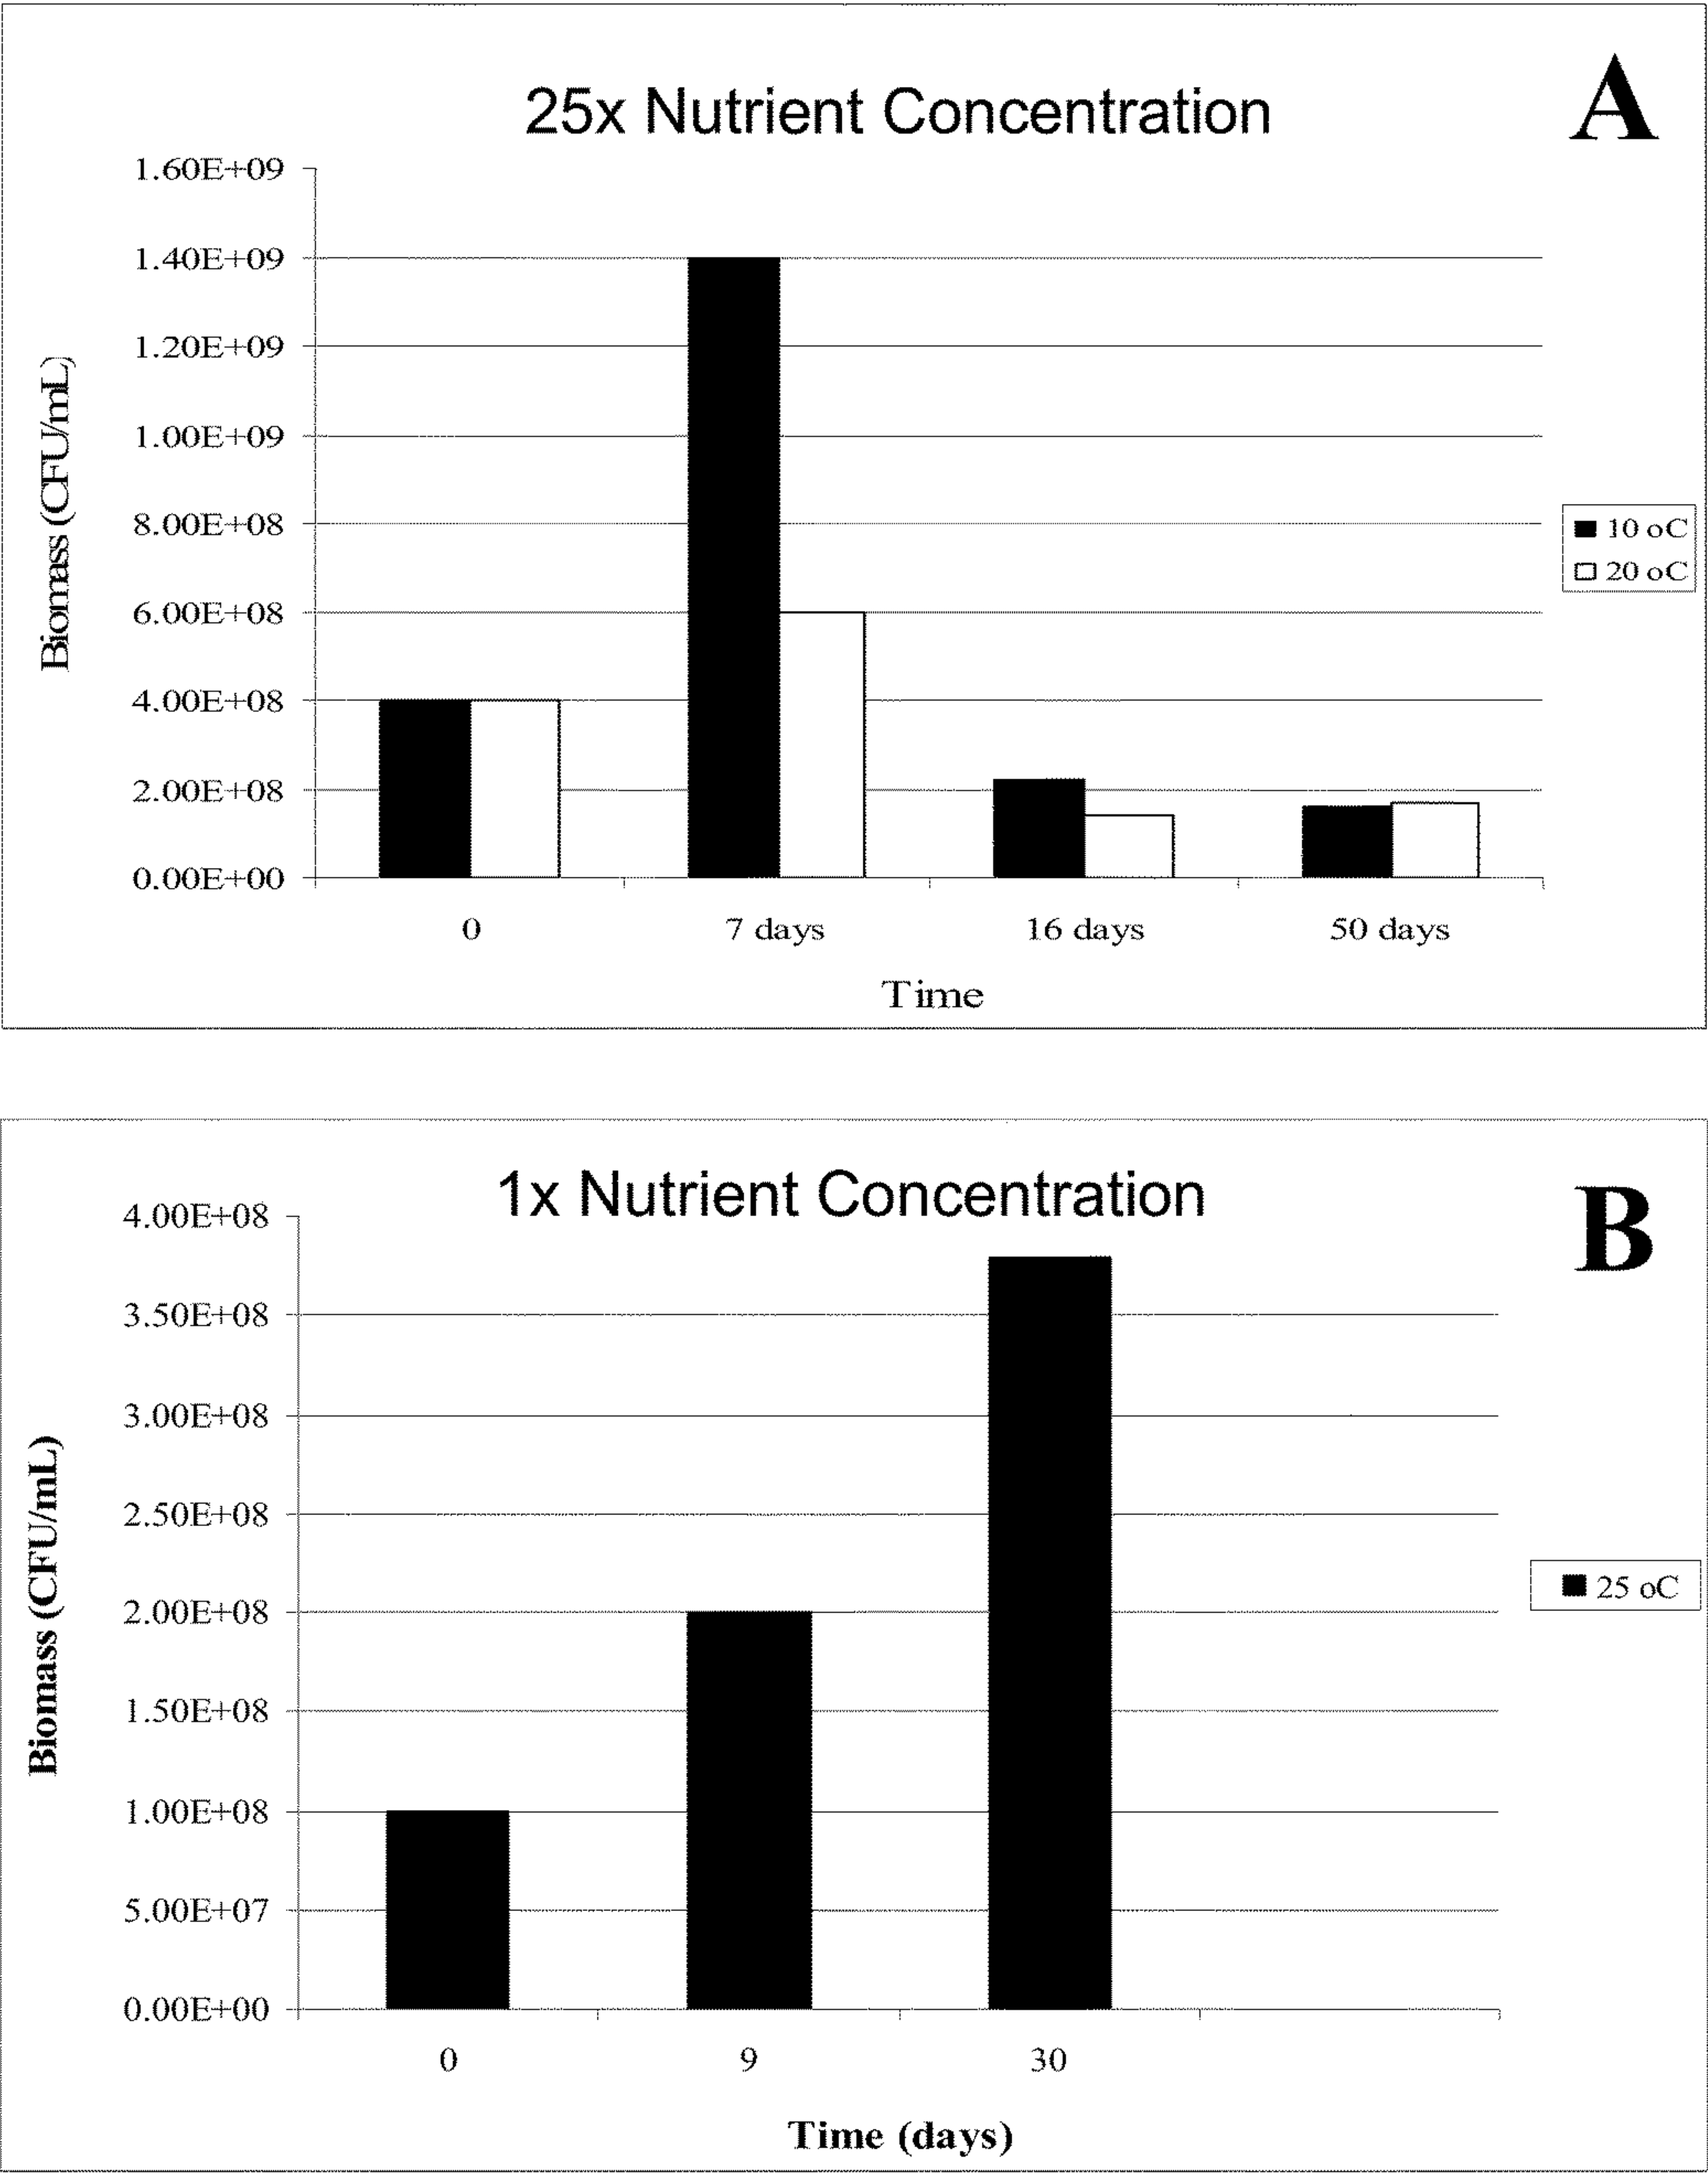 25x Nutrient Concentration
A
1.60E+09
1.40E+09
1.20E+09
1.00E+09
8.00E+08
6.00E+08
4.00E+08
2.00E+08
0.00E+00
Biomass (CFU/mL)
10 oC
20 oC
0 7 days 16 days 50 days
Time
1x Nutrient Concentration
B
4.00E+08
3.50E+08
3.00E+08
2.50E+08
2.00E+08
1.50E+08
1.00E+08
5.00E+07
0.00E+00
Biomass (CFU/mL)
25 oC
0 9 30
Time (days)